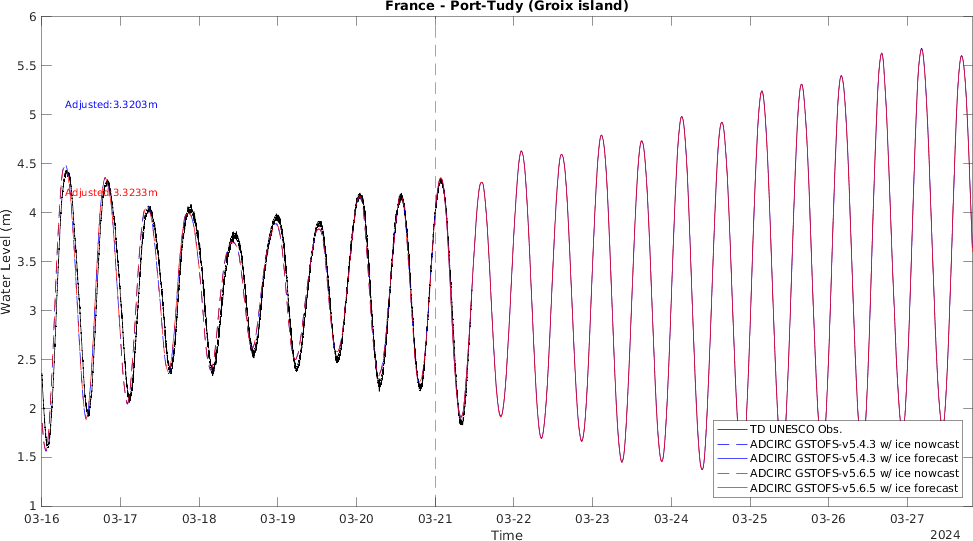 France - Port-Tudy (Groix island)
6
5.5
5
4.5
4
3.5
3
2.5
2
1.5
1
Water Level (m)
Adjusted:3.3203m
Adjusted:3.3233m
TD UNESCO Obs.
ADCIRC GSTOFS-v5.4.3 w/ ice nowcast
ADCIRC GSTOFS-v5.4.3 w/ ice forecast
ADCIRC GSTOFS-v5.6.5 w/ ice nowcast
ADCIRC GSTOFS-v5.6.5 w/ ice forecast
03-16 03-17 03-18 03-19 03-20 03-21 03-22 03-23 03-24 03-25 03-26 03-27
Time
2024